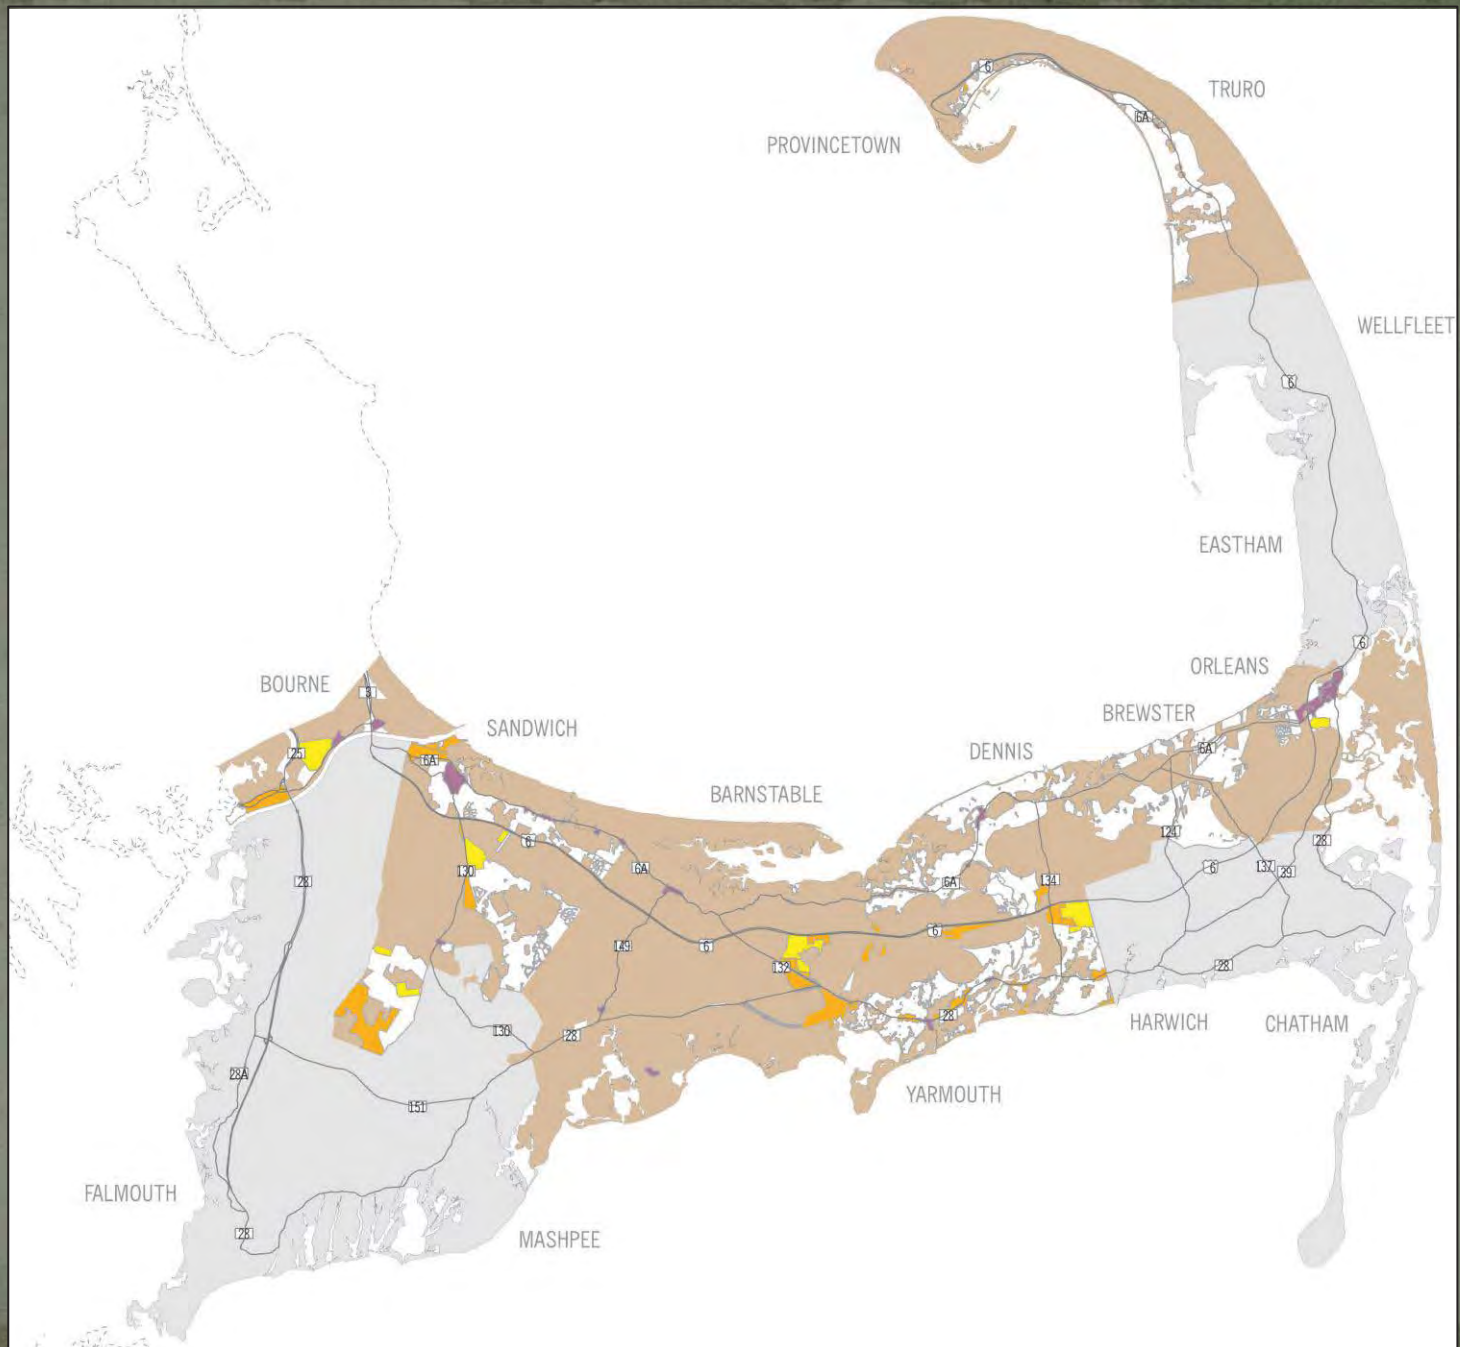 6
TRURO
6A
PROVINCETOWN
WELLFLEET
6
EASTHAM
6
ORLEANS
BOURNE
3
BREWSTER
SANDWICH
25
6A
DENNIS
6A
BARNSTABLE
124
6
28
130
6A
6
137
39
28
6A
134
6
149
6
132
28
28
130
28
HARWICH
CHATHAM
28A
YARMOUTH
151
FALMOUTH
28
MASHPEE